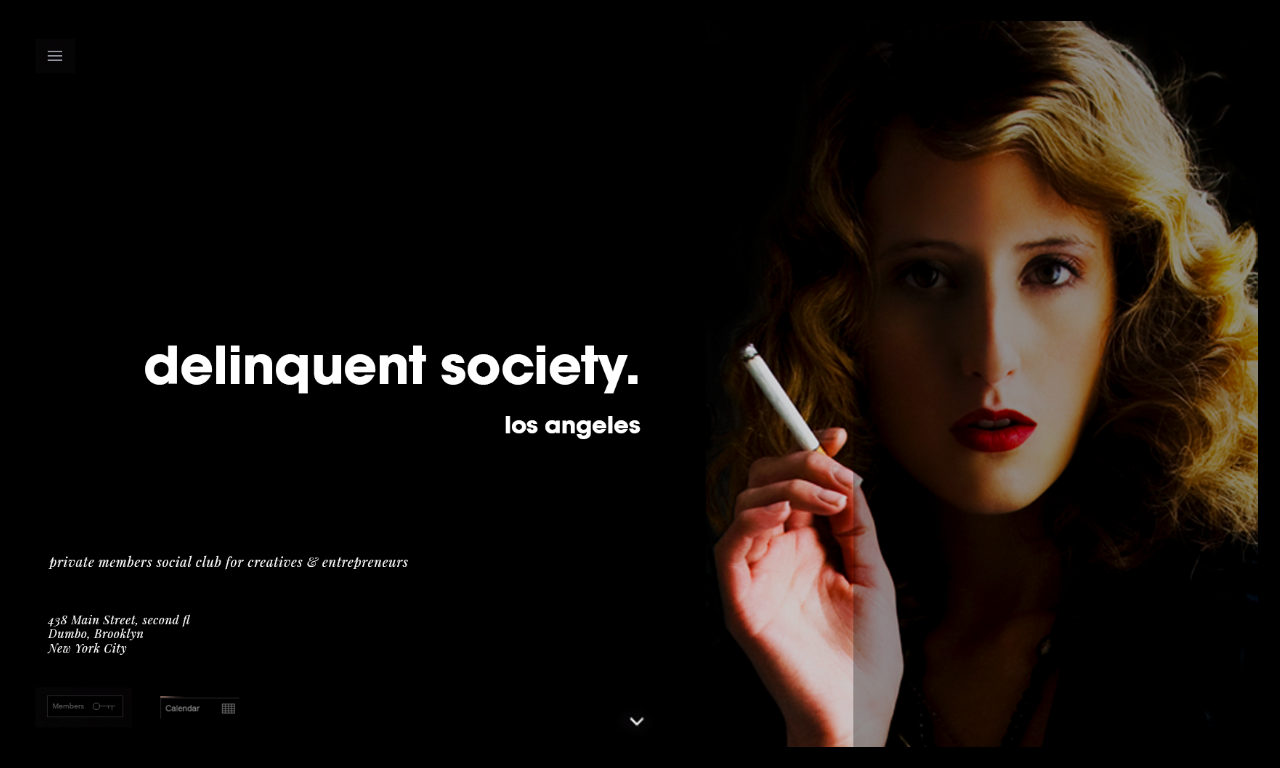 delinquent society.
los angeles
private members social club for creatives & entrepreneurs
438 Main Street, second fl
Dumbo, Brooklyn
New York City
Members
Calendar